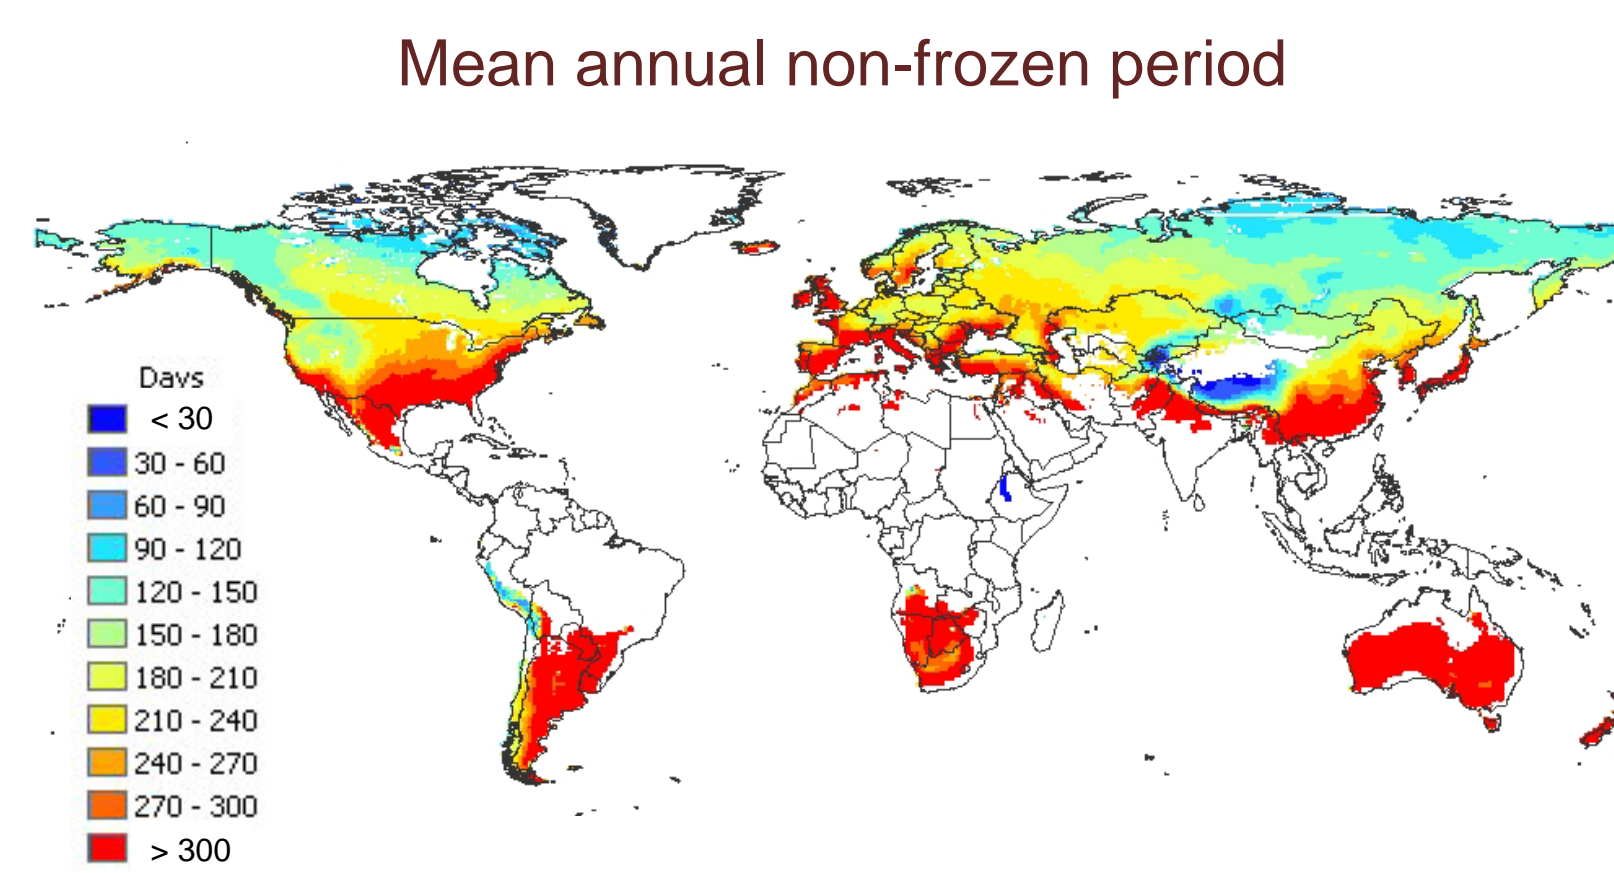 Mean annual non-frozen period
Days
< 30
30 - 60
60 - 90
90 - 120
120 - 150
150 - 180
180 - 210
210 - 240
240 - 270
270 - 300
> 300